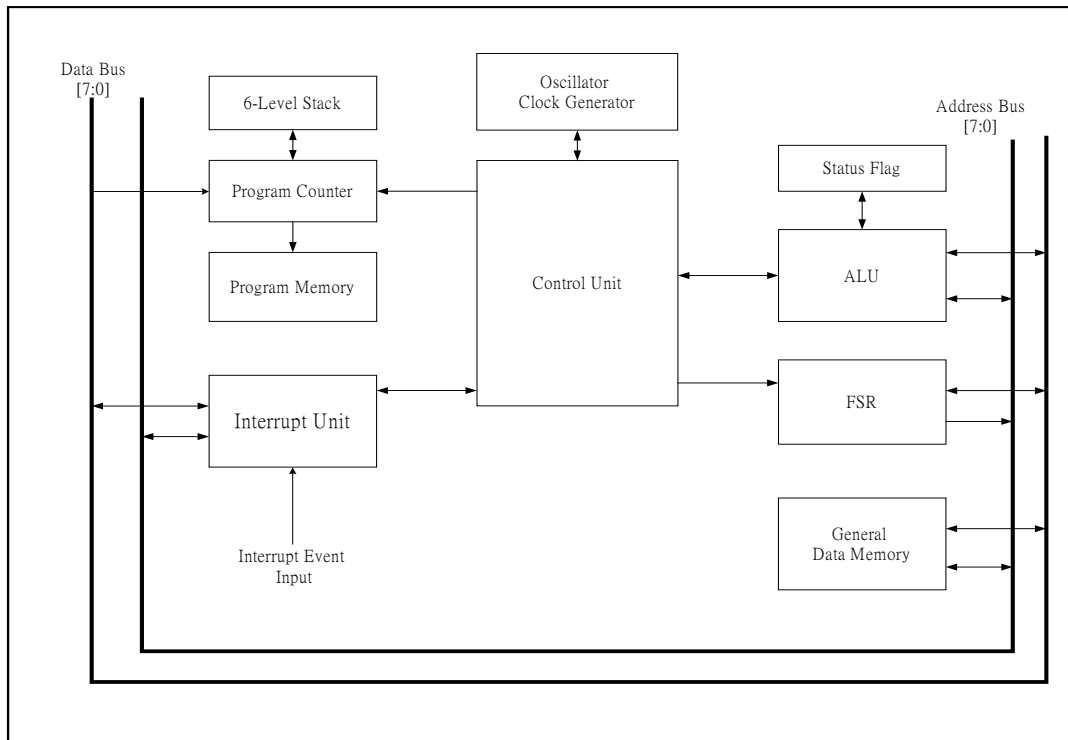 Data Bus
[7:0]
6-Level Stack
Oscillator
Clock Generator
Address Bus
[7:0]
Program Counter
Status Flag
Program Memory
Control Unit
ALU
Interrupt Unit
FSR
Interrupt Event
Input
General
Data Memory